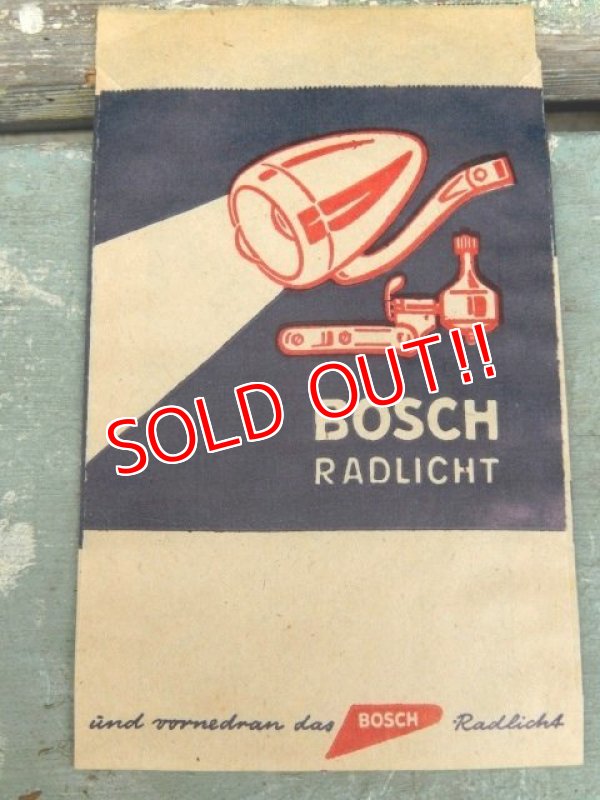 SOLD OUT!!
BOSCH
RADLICHT
und vornedran das BOSCH Radlicht